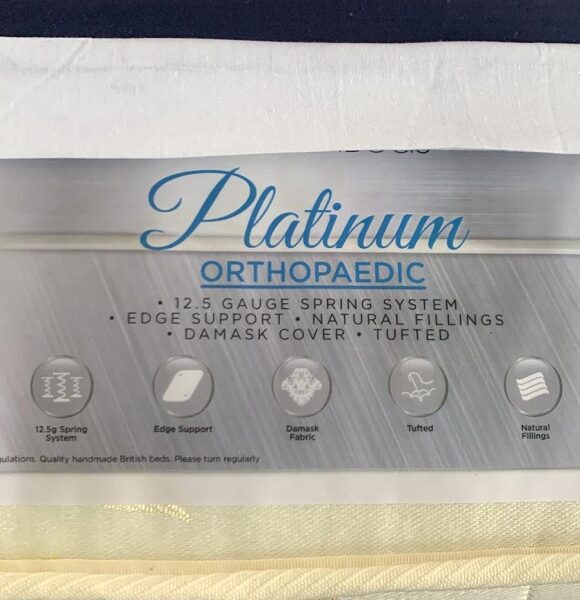 Platinum
ORTHOPAEDIC
• 12.5 GAUGE SPRING SYSTEM
• EDGE SUPPORT • NATURAL FILLINGS
• DAMASK COVER • TUFTED
12.5g Spring
System
Edge Support
Damask
Fabric
Tufted
Natural
Fillings
Quality handmade British beds. Please turn regularly